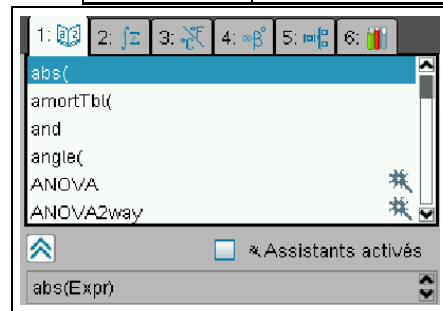 1: 2: ∫Σ 3: °C°F 4: ∞β° 5: 6:
abs(
amortTbl(
and
angle(
ANOVA
ANOVA2way
Assistants activés
abs(Expr)